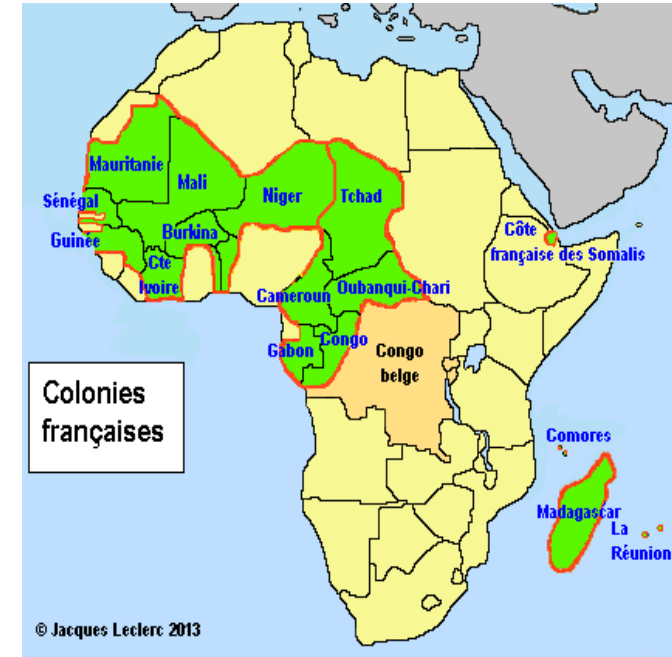 Mauritanie
Mali
Niger
Tchad
Sénégal
Guinée
Burkina
Cte
Ivoire
Côte
française des Somalis
Cameroun
Oubanqui-Chari
Gabon
Congo
Congo
belge
Colonies
françaises
Comores
Madagascar
La
Réunion
© Jacques Leclerc 2013